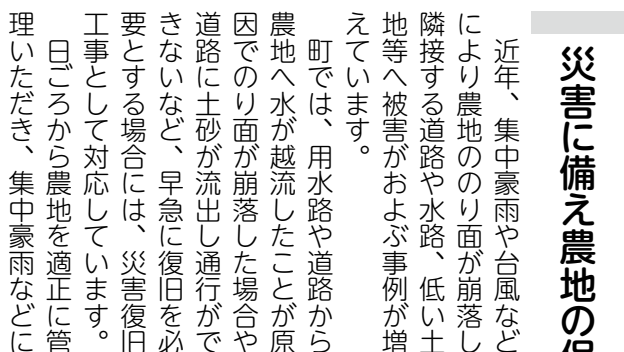 災害に備え農地の
近年、集中豪雨や台風など
により農地ののり面が崩落し
隣接する道路や水路、低い土
地等へ被害がおよぶ事例が増
えています。
町では、用水路や道路から
農地へ水が越流したことが原
因でのり面が崩落した場合や
道路に土砂が流出し通行がで
きないなど、早急に復旧を必
要とする場合には、災害復旧
工事として対応しています。
日ごろから農地を適正に管
理いただき、集中豪雨などに